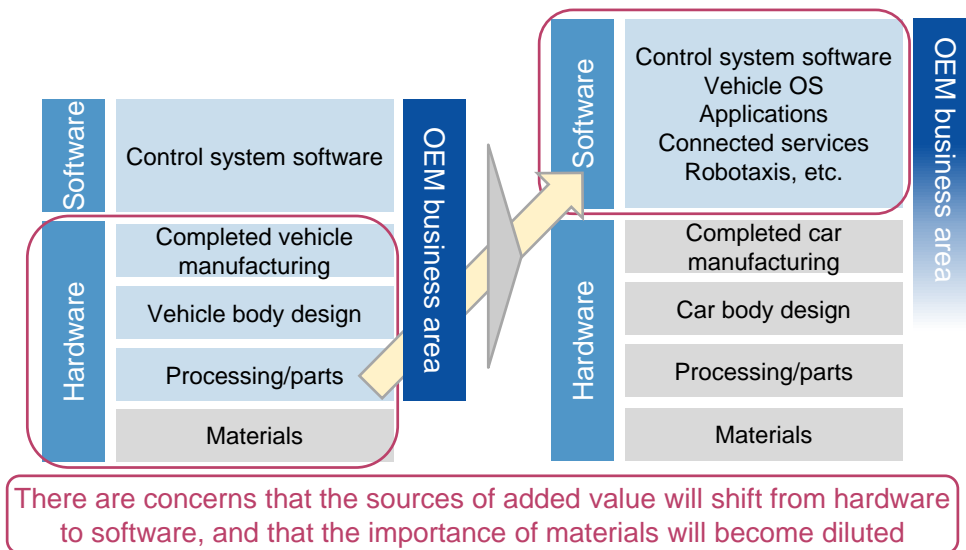 Software
Control system software
Hardware
Completed vehicle
manufacturing
Vehicle body design
Processing/parts
Materials
OEM business area
Software
Control system software
Vehicle OS
Applications
Connected services
Robotaxis, etc.
Hardware
Completed car
manufacturing
Car body design
Processing/parts
Materials
OEM business area
There are concerns that the sources of added value will shift from hardware
to software, and that the importance of materials will become diluted